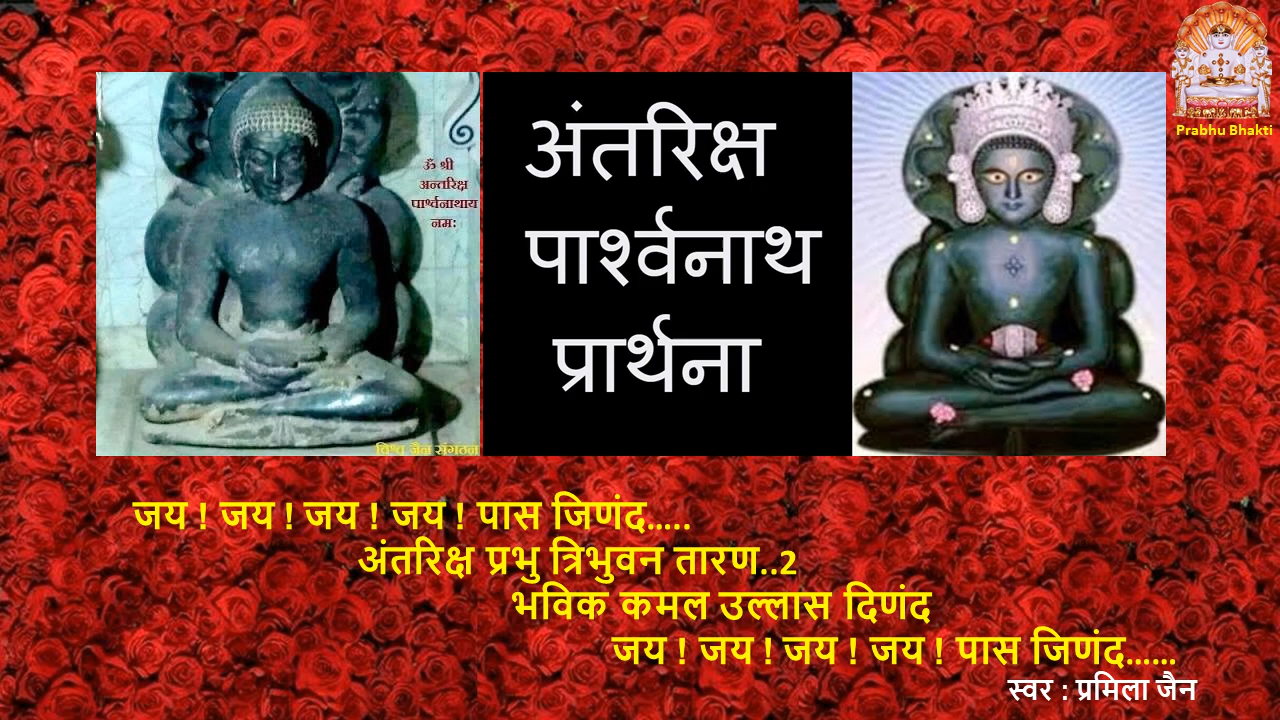 Prabhu Bhakti
ॐ श्री
अन्तरिक्ष
पार्श्वनाथाय
नमः
विश्व जैन संगठन
अंतरिक्ष
पार्श्वनाथ
प्रार्थना
जय ! जय ! जय ! जय ! पास जिणंद.....
अंतरिक्ष प्रभु त्रिभुवन तारण..2
भविक कमल उल्लास दिणंद
जय ! जय ! जय ! जय ! पास जिणंद......
स्वर : प्रमिला जैन